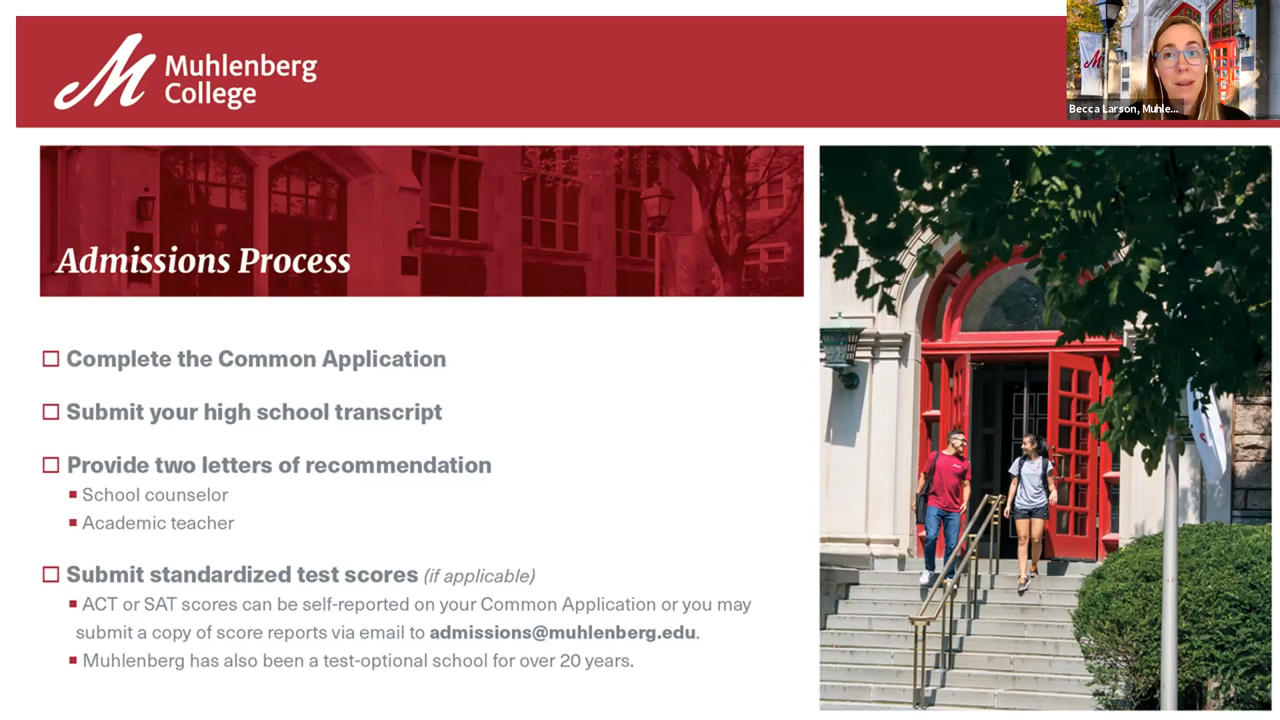 Muhlenberg
College
Becca Larson, Muhle...
Admissions Process
Complete the Common Application
Submit your high school transcript
Provide two letters of recommendation
School counselor
Academic teacher
Submit standardized test scores (if applicable)
ACT or SAT scores can be self-reported on your Common Application or you may
submit a copy of score reports via email to admissions@muhlenberg.edu.
Muhlenberg has also been a test-optional school for over 20 years.